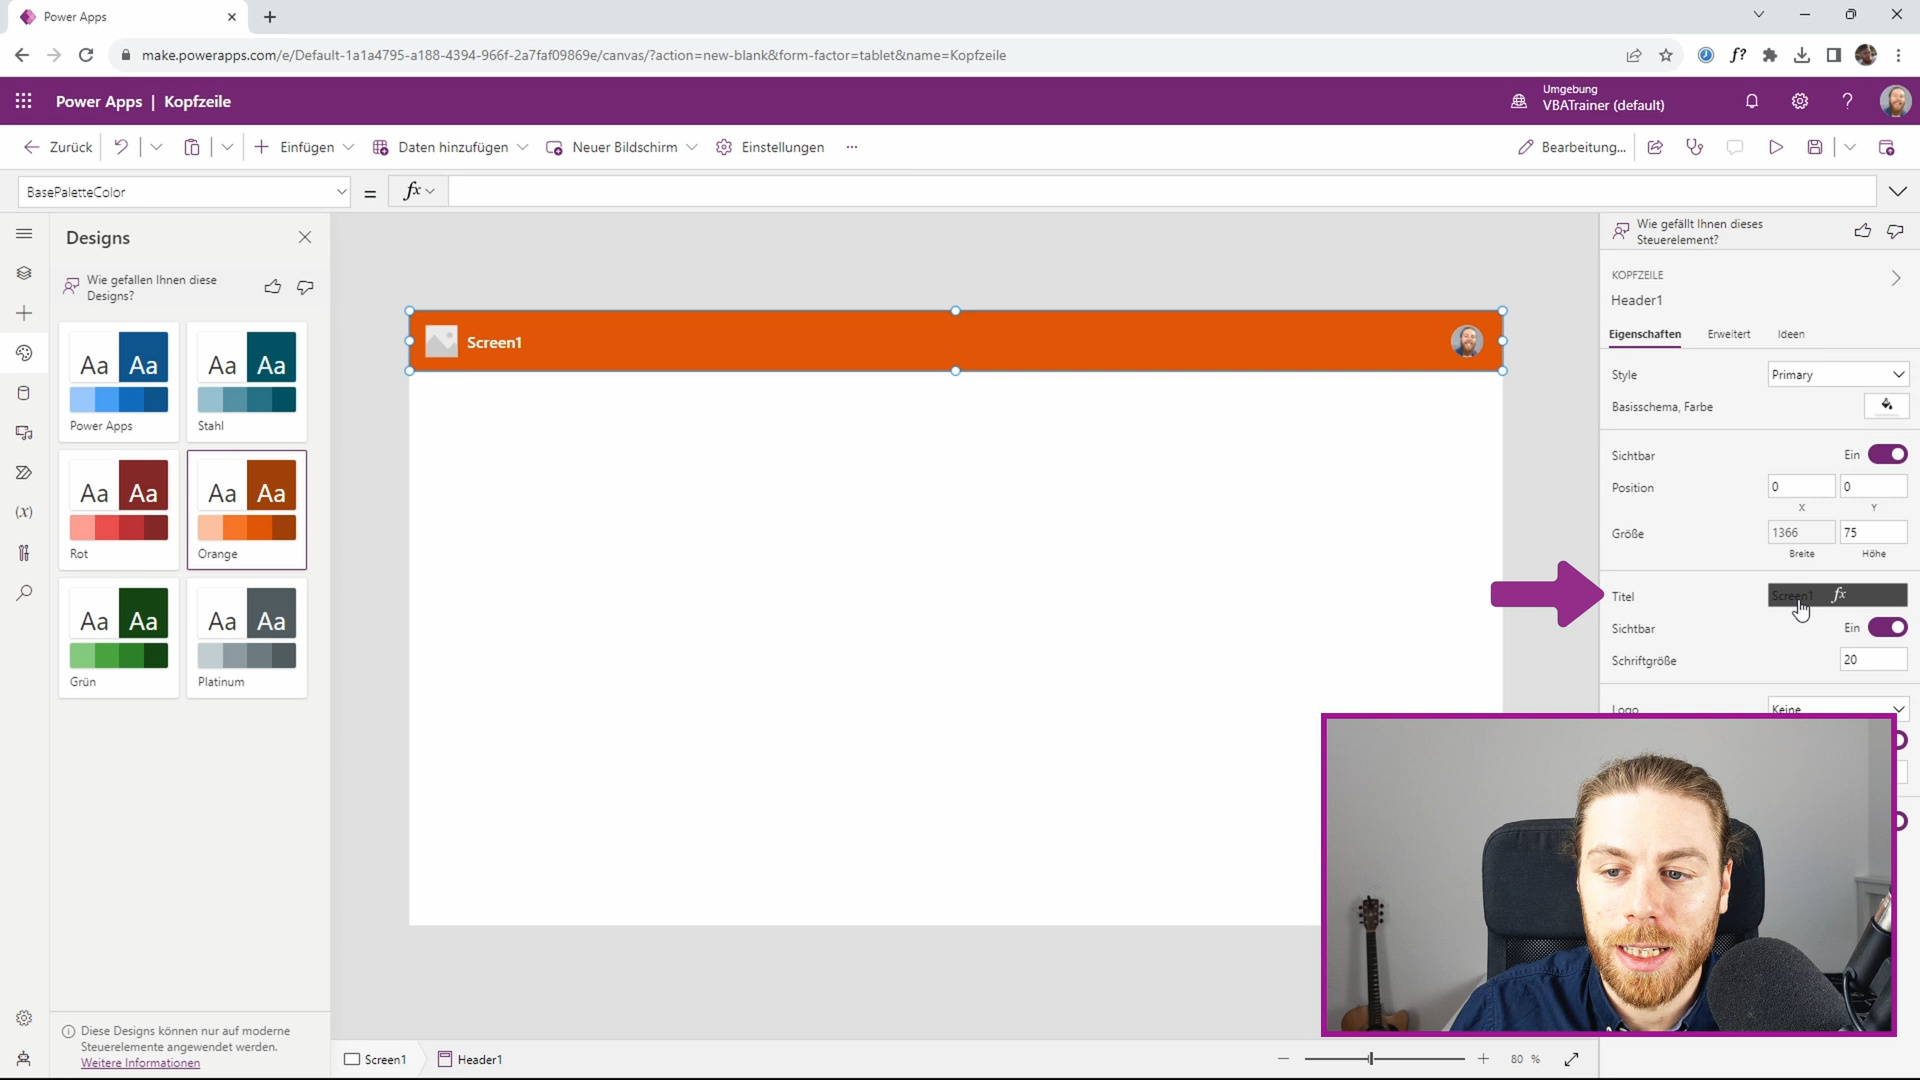 Power Apps
make.powerapps.com/e/Default-1a1a4795-a188-4394-966f-2a7faf09869e/canvas/?action=new-blank&form-factor=tablet&name=Kopfzeile
f?
Power Apps | Kopfzeile
Umgebung
VBATrainer (default)
Zurück
Einfügen
Daten hinzufügen
Neuer Bildschirm
Einstellungen
Bearbeitung...
BasePaletteColor
=
fx
Designs
Wie gefallen Ihnen diese
Designs?
Aa Aa
Power Apps
Aa Aa
Stahl
Aa Aa
Rot
Aa Aa
Orange
Aa Aa
Grün
Aa Aa
Platinum
Diese Designs können nur auf moderne
Steuerelemente angewendet werden.
Weitere Informationen
(x)
Screen1
Wie gefällt Ihnen dieses
Steuerelement?
KOPFZEILE
Header1
Eigenschaften
Erweitert
Ideen
Style
Primary
Basisschema, Farbe
Sichtbar
Ein
Position
0
0
X
Y
Größe
1366
75
Breite
Höhe
Titel
Screen1
fx
Sichtbar
Ein
Schriftgröße
20
Logo
Keine
Screen1
Header1
80 %